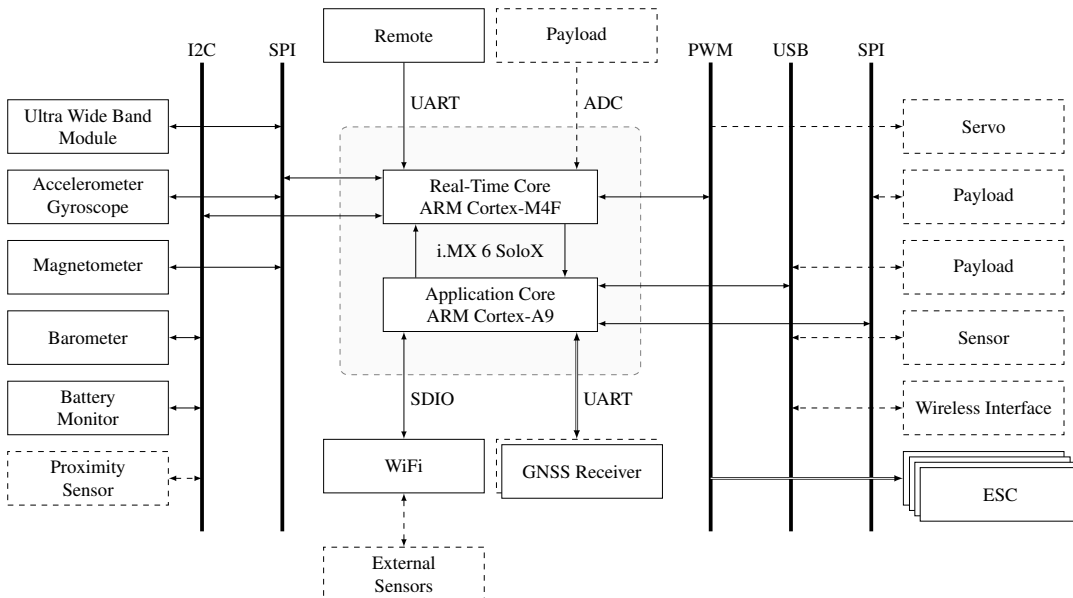 Remote
Payload
I2C
SPI
PWM
USB
SPI
UART
ADC
Ultra Wide Band
Module
Servo
Accelerometer
Gyroscope
Real-Time Core
ARM Cortex-M4F
Payload
i.MX 6 SoloX
Magnetometer
Payload
Application Core
ARM Cortex-A9
Barometer
Sensor
SDIO
UART
Battery
Monitor
Wireless Interface
Proximity
Sensor
WiFi
GNSS Receiver
ESC
External
Sensors